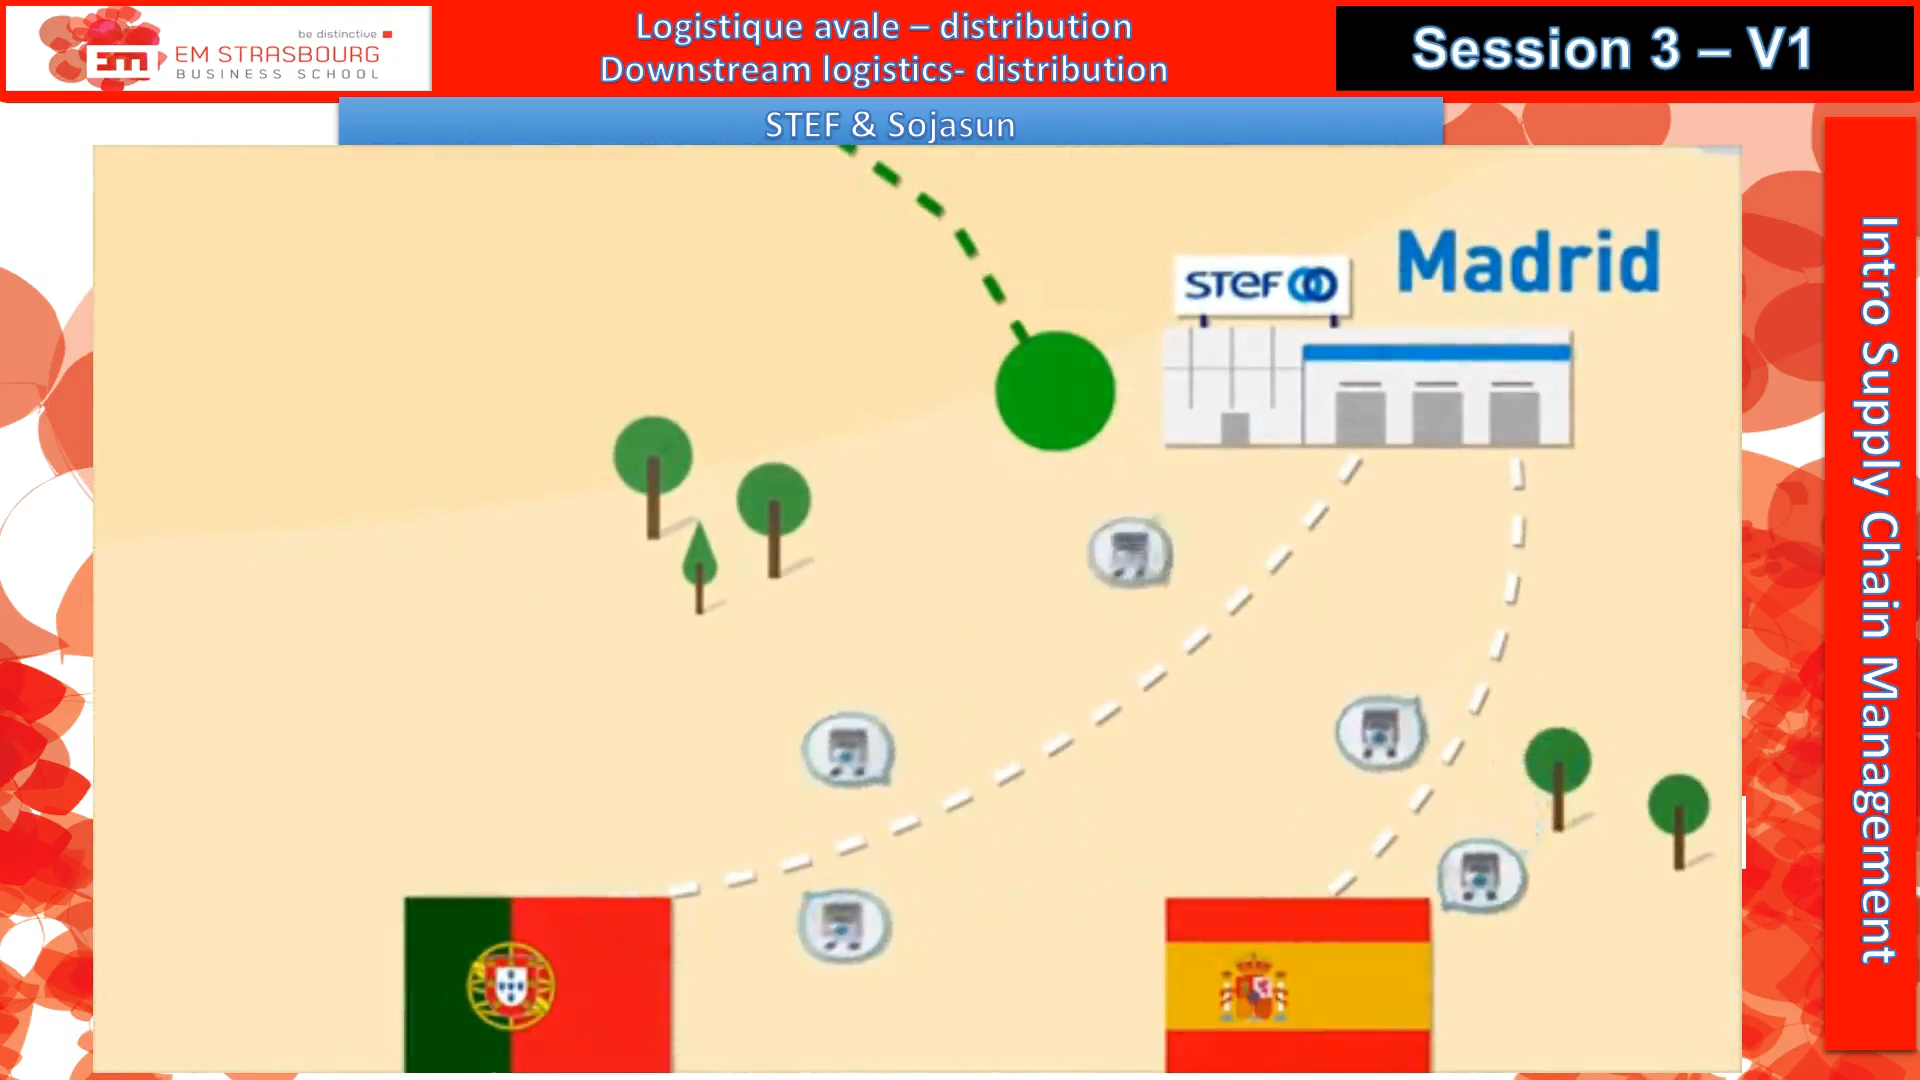 be distinctive
EM STRASBOURG
BUSINESS SCHOOL
Logistique avale – distribution
Downstream logistics- distribution
Session 3 – V1
STEF & Sojasun
STEF
Madrid
Intro Supply Chain Management